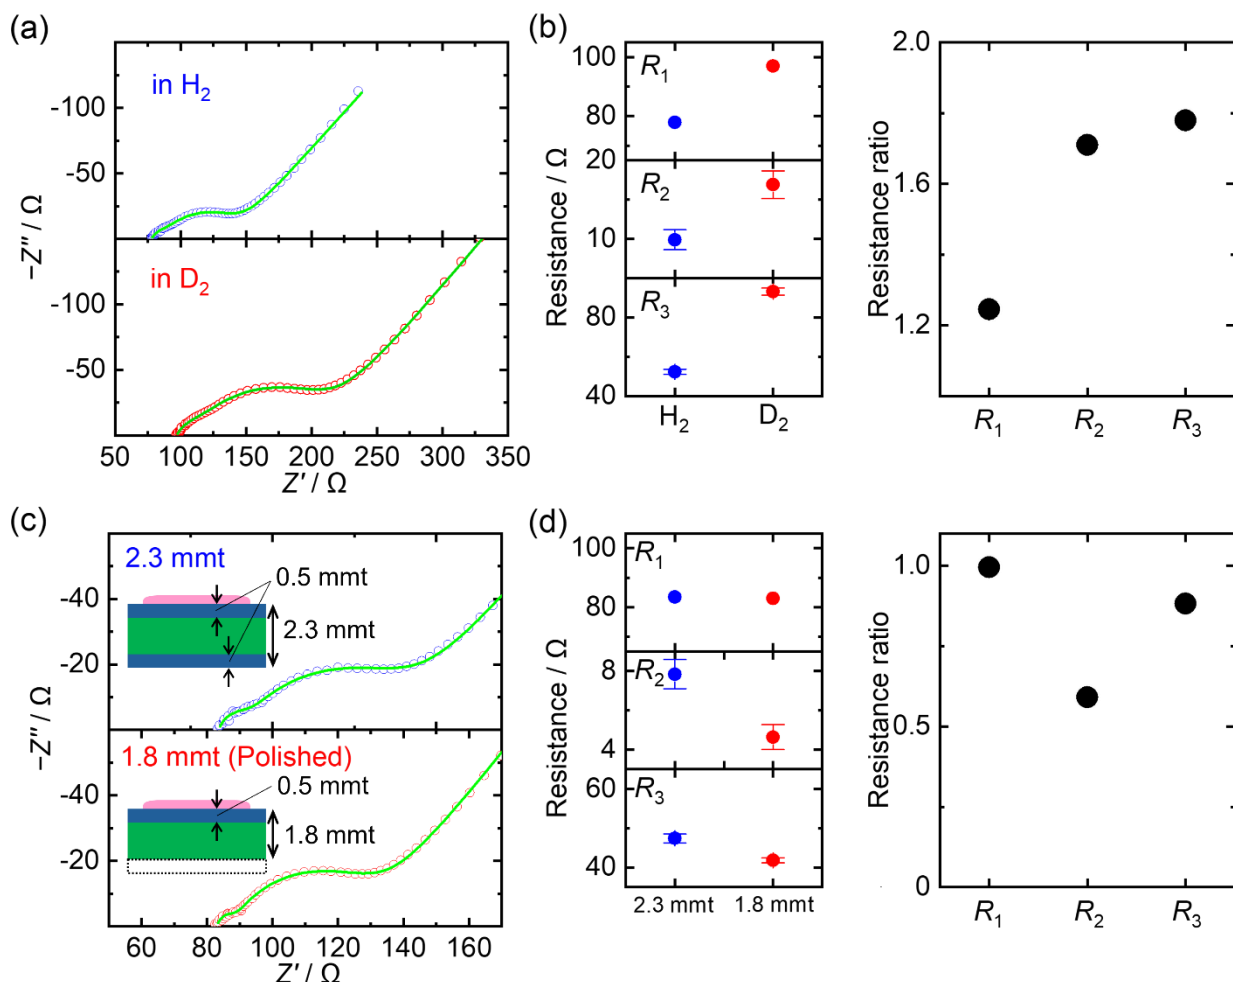 (a)
in H₂
-100
-50
in D₂
-100
-50
−Z″ / Ω
50 100 150 200 250 300 350
Z′ / Ω
(b)
R₁
100
80
20
R₂
10
R₃
80
40
Resistance / Ω
H₂ D₂
2.0
1.6
1.2
Resistance ratio
R₁ R₂ R₃
(c)
2.3 mmt
0.5 mmt
2.3 mmt
-40
-20
1.8 mmt (Polished)
0.5 mmt
1.8 mmt
-40
-20
−Z″ / Ω
60 80 100 120 140 160
Z′ / Ω
(d)
R₁
100
80
R₂
8
4
R₃
60
40
Resistance / Ω
2.3 mmt 1.8 mmt
1.0
0.5
0
Resistance ratio
R₁ R₂ R₃